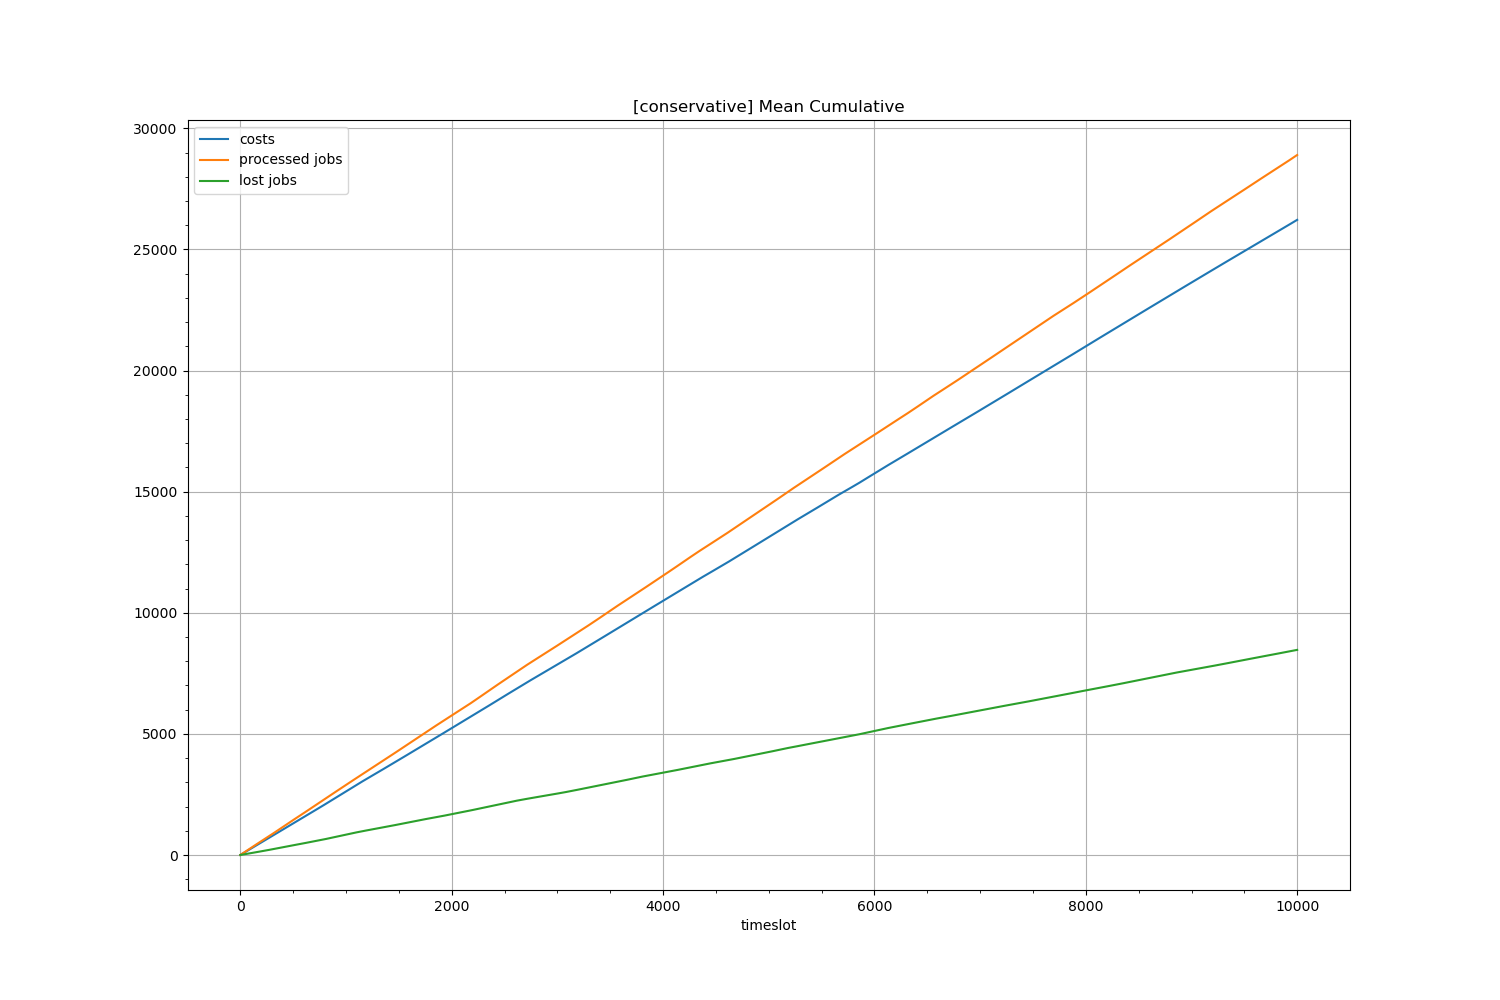 [conservative] Mean Cumulative
costs
processed jobs
lost jobs
30000
25000
20000
15000
10000
5000
0
0 2000 4000 6000 8000 10000
timeslot